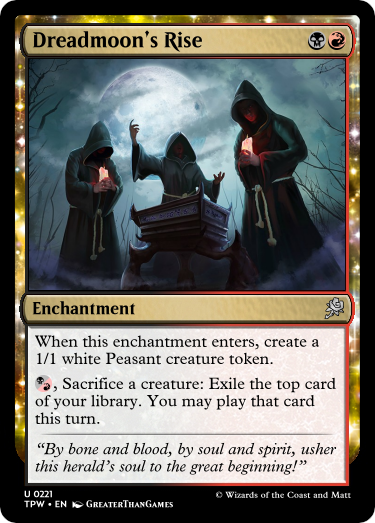 Dreadmoon's Rise
Enchantment
When this enchantment enters, create a
1/1 white Peasant creature token.
, Sacrifice a creature: Exile the top card
of your library. You may play that card
this turn.
“By bone and blood, by soul and spirit, usher
this herald's soul to the great beginning!”
U 0221
TPW • EN GreaterThanGames
© Wizards of the Coast and Matt